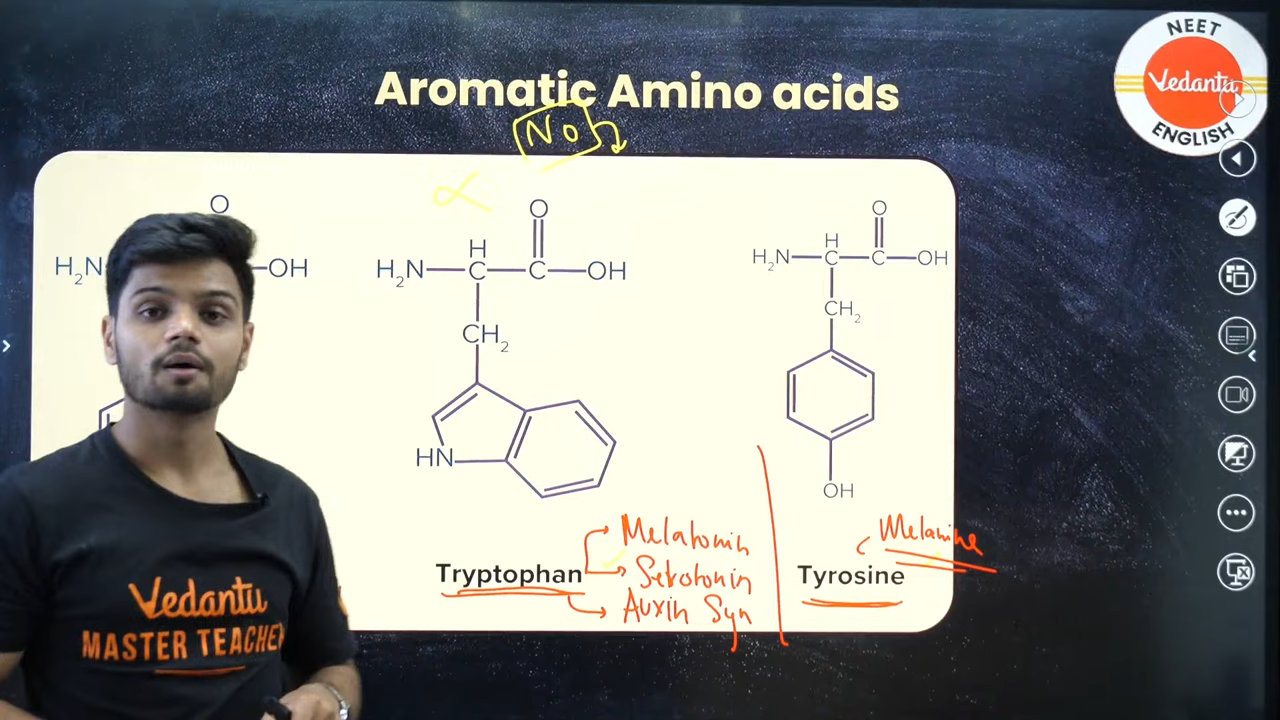 Aromatic Amino acids
No
NEET
Vedantu
ENGLISH
α
O
H₂N
OH
O
H
H₂N C C OH
CH₂
HN
O
H
H₂N C C OH
CH₂
OH
Tryptophan
Melatonin
Serotonin
Auxin Syn
Melanine
Tyrosine
Vedantu
MASTER TEACHER